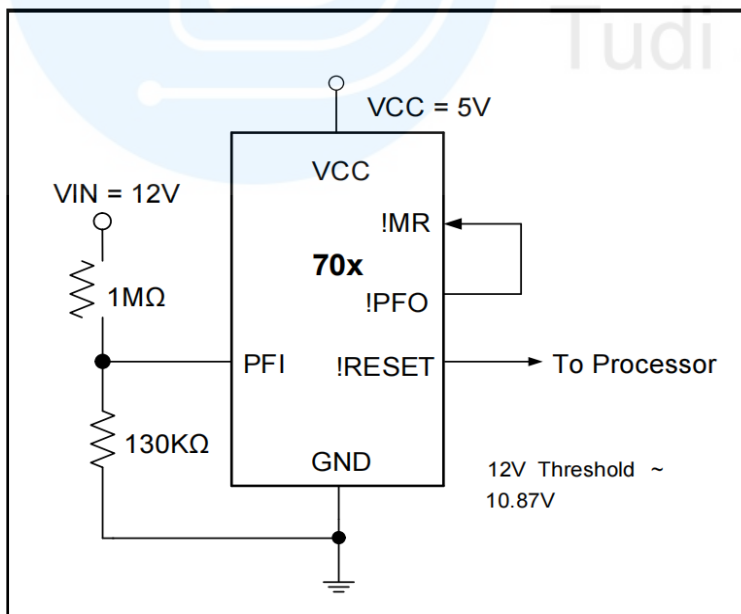 Tudi
VCC = 5V
VCC
VIN = 12V
!MR
70x
1MΩ
!PFO
PFI
!RESET
To Processor
130KΩ
GND
12V Threshold ~
10.87V